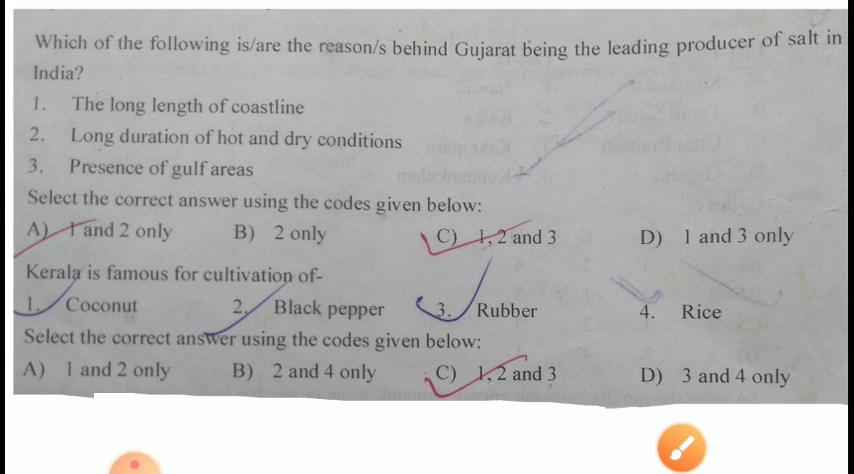 Which of the following is/are the reason/s behind Gujarat being the leading producer of salt in
India?
1. The long length of coastline
2. Long duration of hot and dry conditions
3. Presence of gulf areas
Select the correct answer using the codes given below:
A) 1 and 2 only B) 2 only C) 1, 2 and 3 D) 1 and 3 only
Kerala is famous for cultivation of-
1. Coconut 2. Black pepper 3. Rubber 4. Rice
Select the correct answer using the codes given below:
A) 1 and 2 only B) 2 and 4 only C) 1, 2 and 3 D) 3 and 4 only